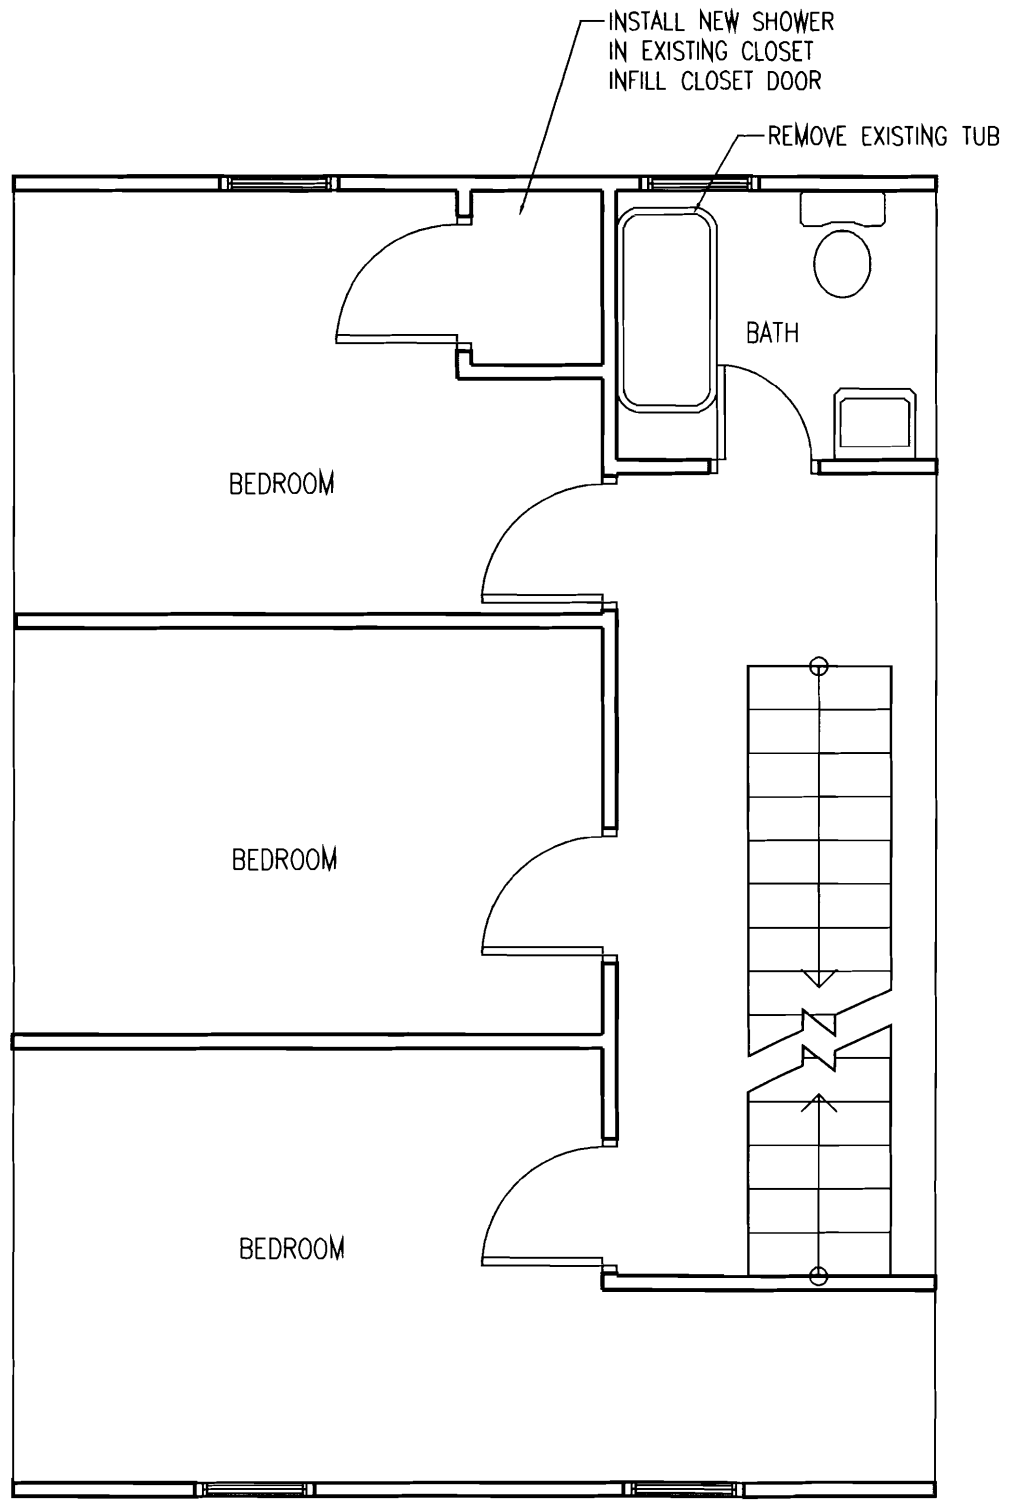 INSTALL NEW SHOWER
IN EXISTING CLOSET
INFILL CLOSET DOOR
REMOVE EXISTING TUB
BATH
BEDROOM
BEDROOM
BEDROOM